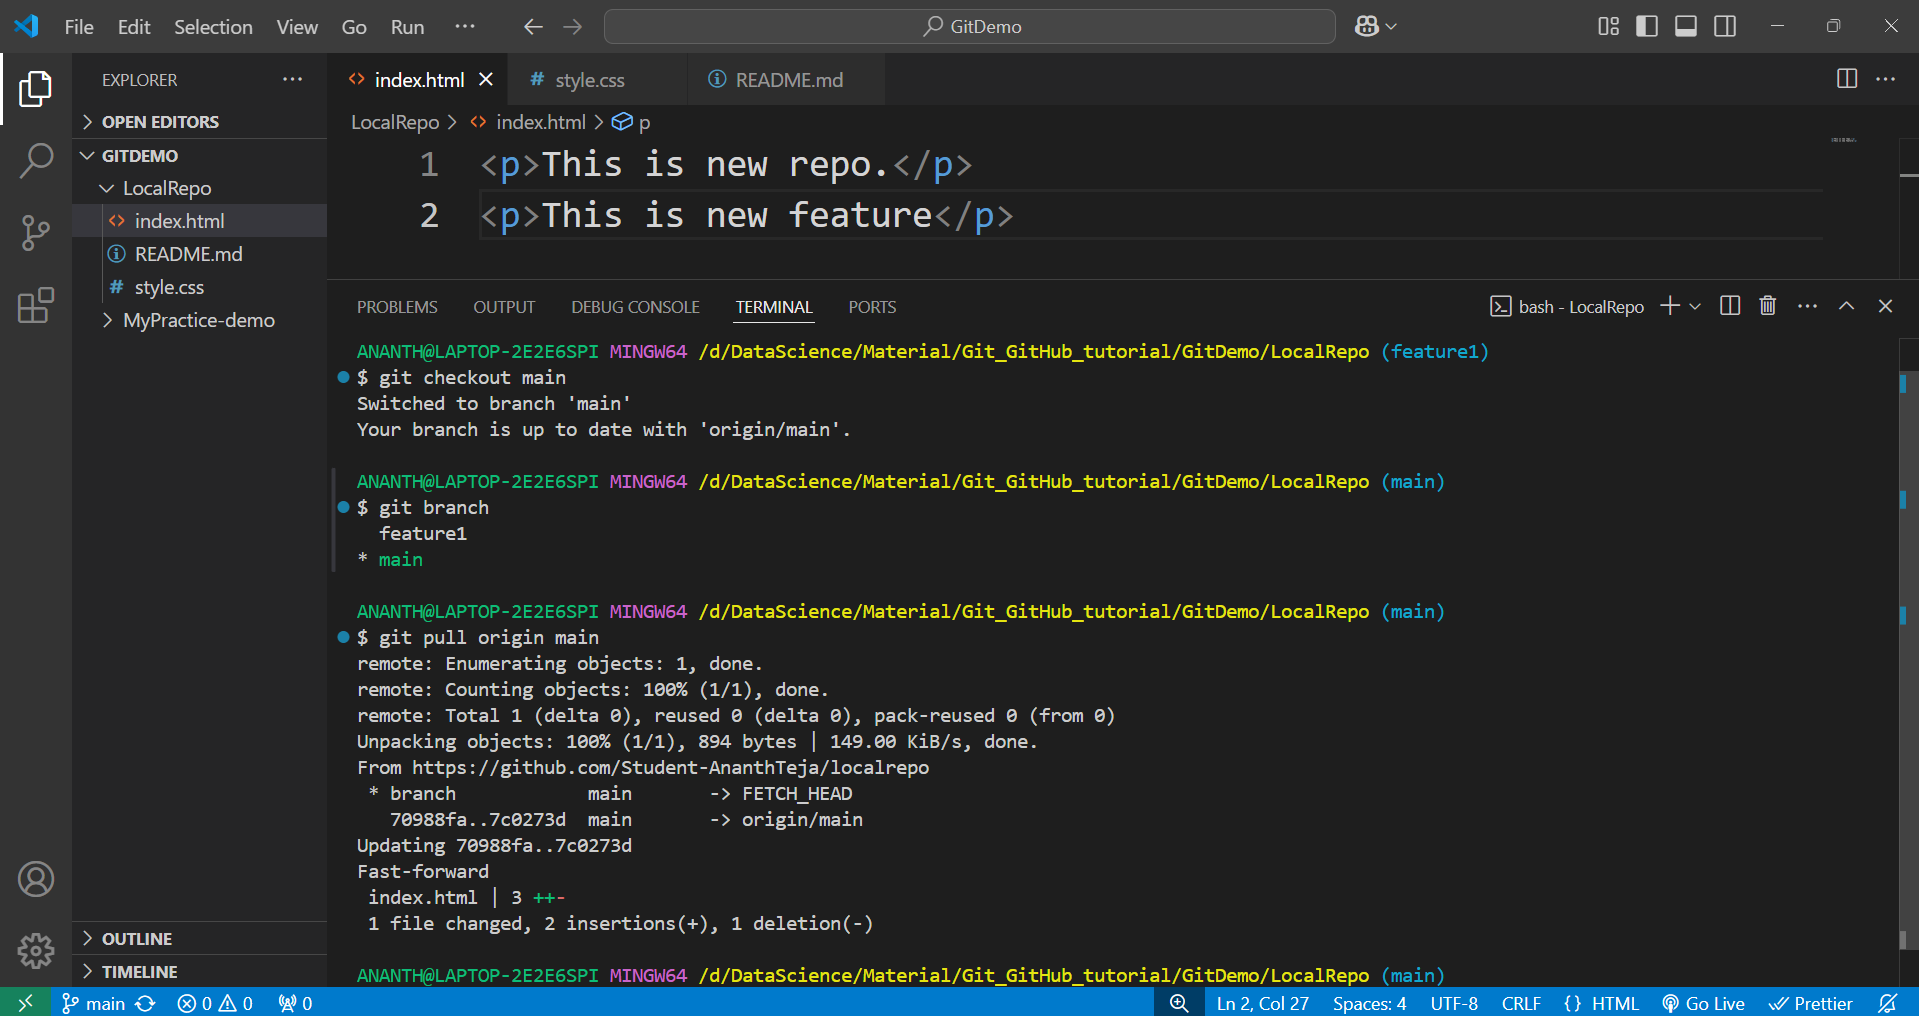 File Edit Selection View Go Run ··· GitDemo
EXPLORER ···
OPEN EDITORS
GITDEMO
LocalRepo
index.html
README.md
style.css
MyPractice-demo
OUTLINE
TIMELINE
index.html style.css README.md
LocalRepo > index.html > p
1 <p>This is new repo.</p>
2 <p>This is new feature</p>
PROBLEMS OUTPUT DEBUG CONSOLE TERMINAL PORTS bash - LocalRepo
ANANTH@LAPTOP-2E2E6SPI MINGW64 /d/DataScience/Material/Git_GitHub_tutorial/GitDemo/LocalRepo (feature1)
$ git checkout main
Switched to branch 'main'
Your branch is up to date with 'origin/main'.
ANANTH@LAPTOP-2E2E6SPI MINGW64 /d/DataScience/Material/Git_GitHub_tutorial/GitDemo/LocalRepo (main)
$ git branch
feature1
* main
ANANTH@LAPTOP-2E2E6SPI MINGW64 /d/DataScience/Material/Git_GitHub_tutorial/GitDemo/LocalRepo (main)
$ git pull origin main
remote: Enumerating objects: 1, done.
remote: Counting objects: 100% (1/1), done.
remote: Total 1 (delta 0), reused 0 (delta 0), pack-reused 0 (from 0)
Unpacking objects: 100% (1/1), 894 bytes | 149.00 KiB/s, done.
From https://github.com/Student-AnanthTeja/localrepo
* branch main -> FETCH_HEAD
70988fa..7c0273d main -> origin/main
Updating 70988fa..7c0273d
Fast-forward
index.html | 3 ++-
1 file changed, 2 insertions(+), 1 deletion(-)
ANANTH@LAPTOP-2E2E6SPI MINGW64 /d/DataScience/Material/Git_GitHub_tutorial/GitDemo/LocalRepo (main)
main 0 0 0 Ln 2, Col 27 Spaces: 4 UTF-8 CRLF {} HTML Go Live Prettier